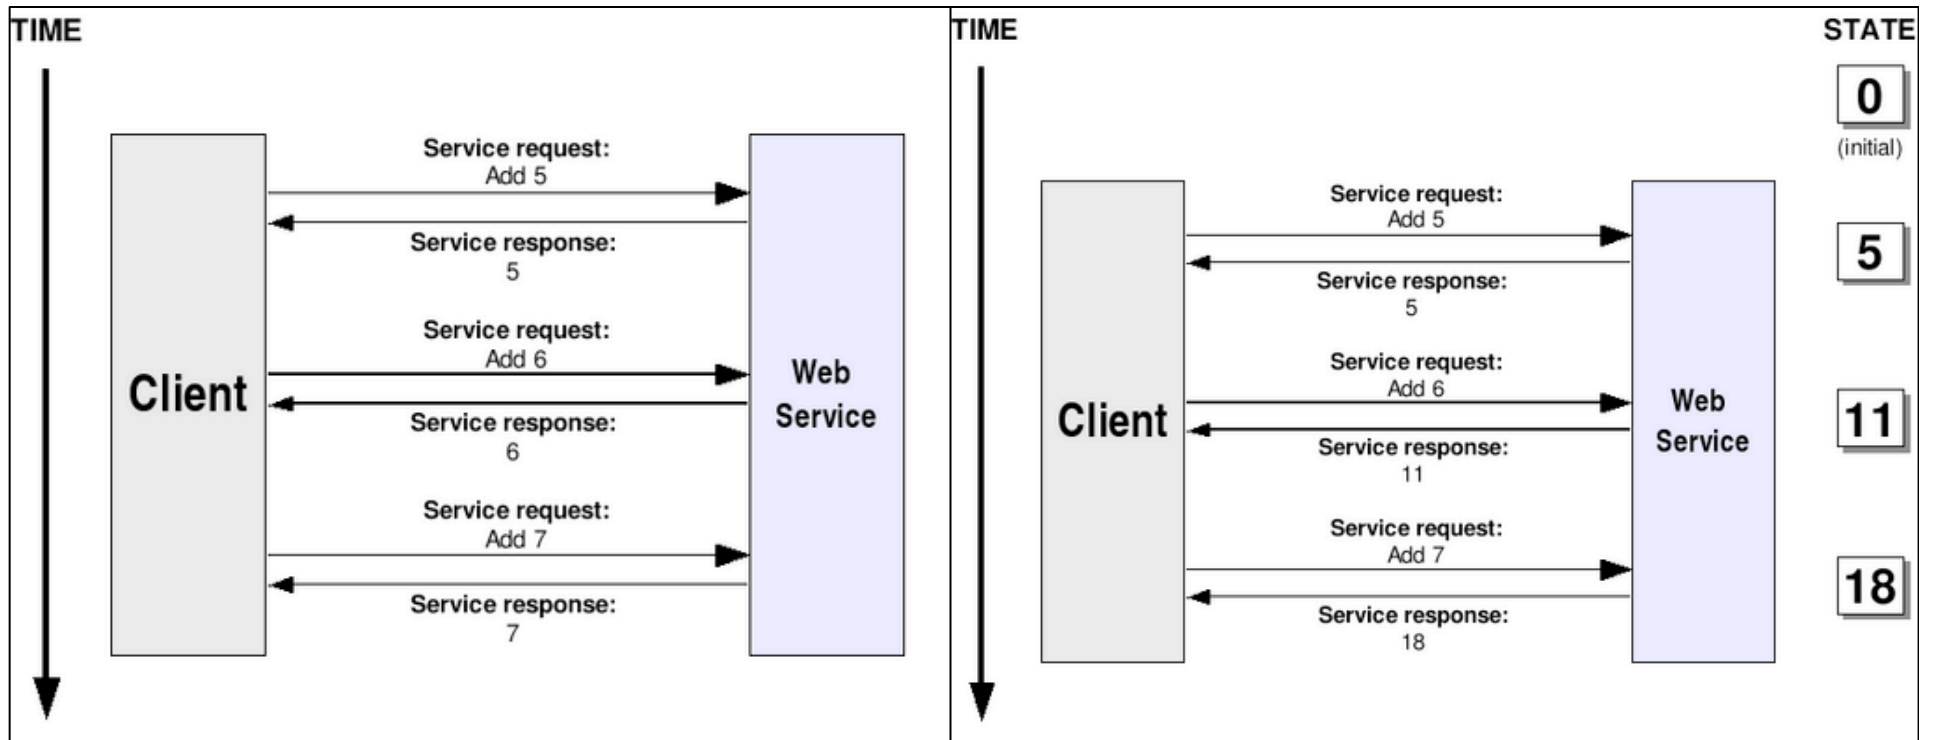 TIME
Service request:
Add 5
Service response:
5
Service request:
Add 6
Service response:
6
Service request:
Add 7
Service response:
7
Client
Web
Service
TIME
STATE
0
(initial)
Service request:
Add 5
Service response:
5
5
Service request:
Add 6
Service response:
11
11
Service request:
Add 7
Service response:
18
18
Client
Web
Service